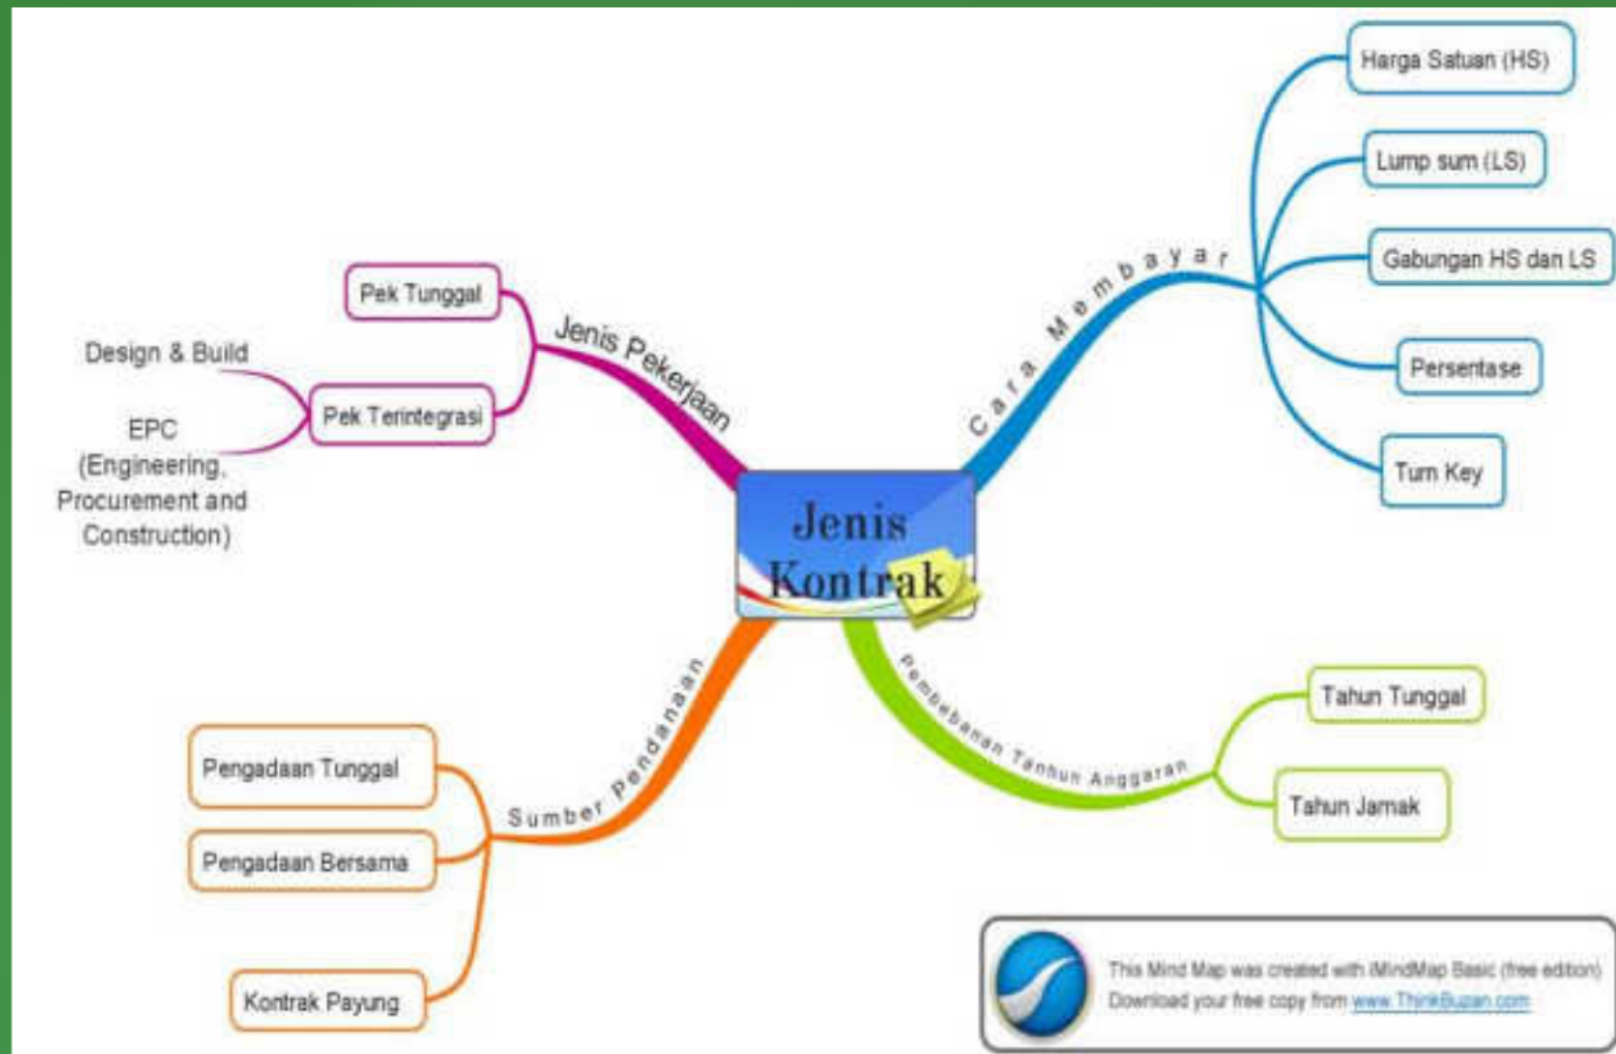 Jenis
Kontrak
Cara Membayar
Harga Satuan (HS)
Lump sum (LS)
Gabungan HS dan LS
Persentase
Turn Key
Pembebanan Tanhun Anggaran
Tahun Tunggal
Tahun Jamak
Sumber Pendanaan
Pengadaan Tunggal
Pengadaan Bersama
Kontrak Payung
Jenis Pekerjaan
Pek Tunggal
Pek Terintegrasi
Design & Build
EPC
(Engineering,
Procurement and
Construction)
This Mind Map was created with iMindMap Basic (free edition)
Download your free copy from www.ThinkBuzan.com